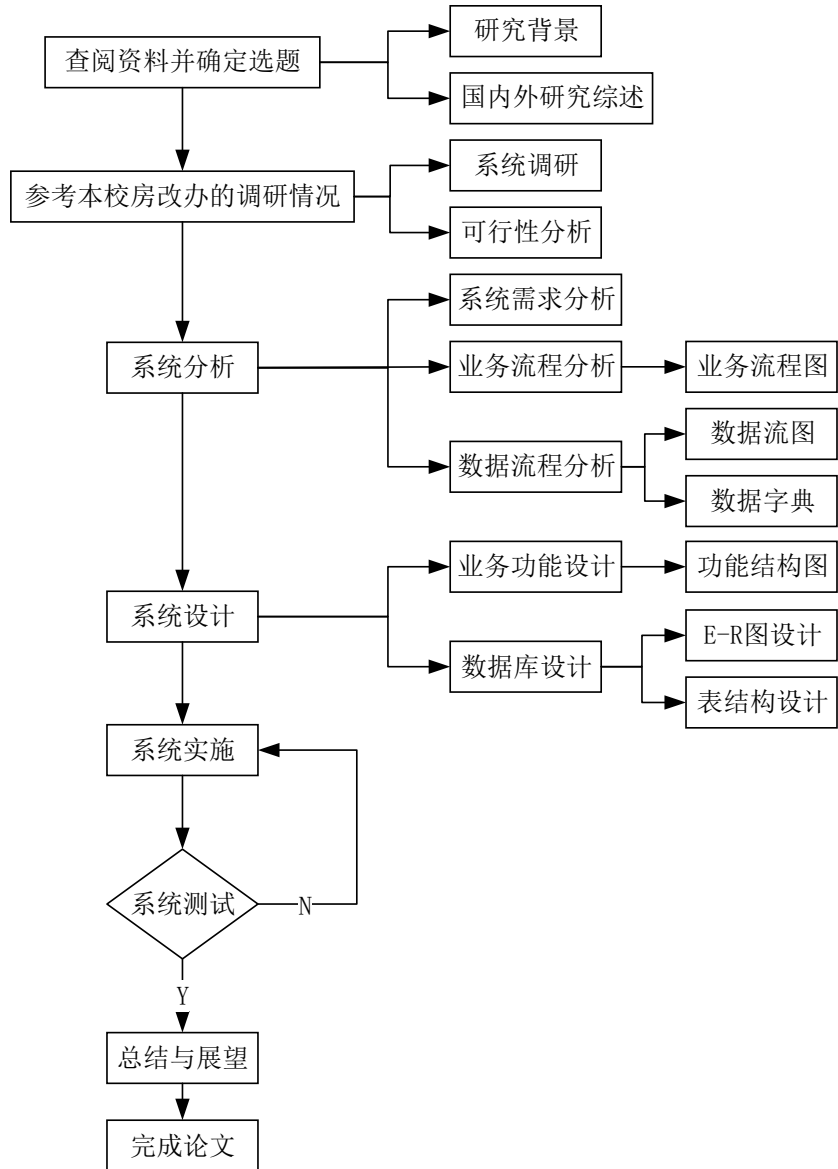 研究背景
查阅资料并确定选题
国内外研究综述
系统调研
参考本校房改办的调研情况
可行性分析
系统需求分析
系统分析
业务流程分析
业务流程图
数据流图
数据流程分析
数据字典
业务功能设计
功能结构图
系统设计
E-R图设计
数据库设计
表结构设计
系统实施
系统测试
N
Y
总结与展望
完成论文